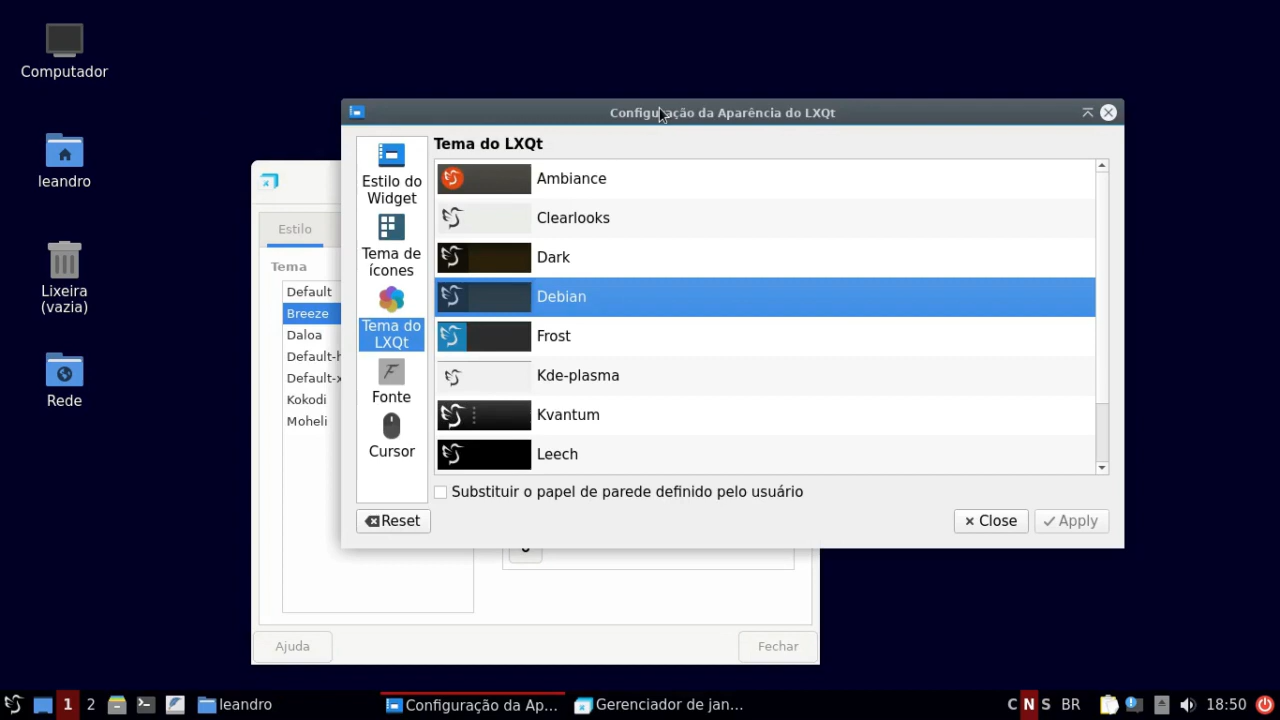 Computador
leandro
Lixeira
(vazia)
Rede
Configuração da Aparência do LXQt
Estilo do
Widget
Tema de
ícones
Tema do
LXQt
Fonte
Cursor
Tema do LXQt
Ambiance
Clearlooks
Dark
Debian
Frost
Kde-plasma
Kvantum
Leech
Substituir o papel de parede definido pelo usuário
Reset
Close
Apply
Estilo
Tema
Default
Breeze
Daloa
Default-h
Default-x
Kokodi
Moheli
Ajuda
Fechar
1
2
leandro
Configuração da Ap...
Gerenciador de jan...
C N S BR
18:50